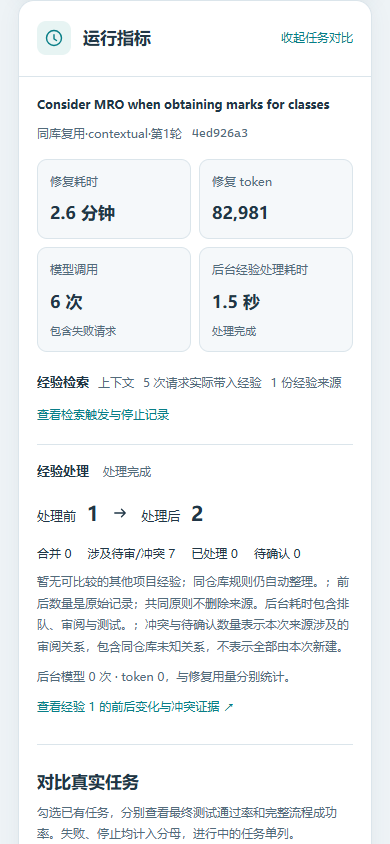 运行指标
收起任务对比
Consider MRO when obtaining marks for classes
同库复用·contextual·第1轮 4ed926a3
修复耗时
2.6 分钟
修复 token
82,981
模型调用
6 次
包含失败请求
后台经验处理耗时
1.5 秒
处理完成
经验检索 上下文 5 次请求实际带入经验 1 份经验来源
查看检索触发与停止记录
经验处理 处理完成
处理前 1 → 处理后 2
合并 0 涉及待审/冲突 7 已处理 0 待确认 0
暂无可比较的其他项目经验；同仓库规则仍自动整理。；前
后数量是原始记录；共同原则不删除来源。后台耗时包含排
队、审阅与测试。；冲突与待确认数量表示本次来源涉及的
审阅关系，包含同仓库未知关系，不表示全部由本次新建。
后台模型 0 次 · token 0，与修复用量分别统计。
查看经验 1 的前后变化与冲突证据 ↗
对比真实任务
勾选已有任务，分别查看最终测试通过率和完整流程成功
率。失败、停止均计入分母，进行中的任务单列。